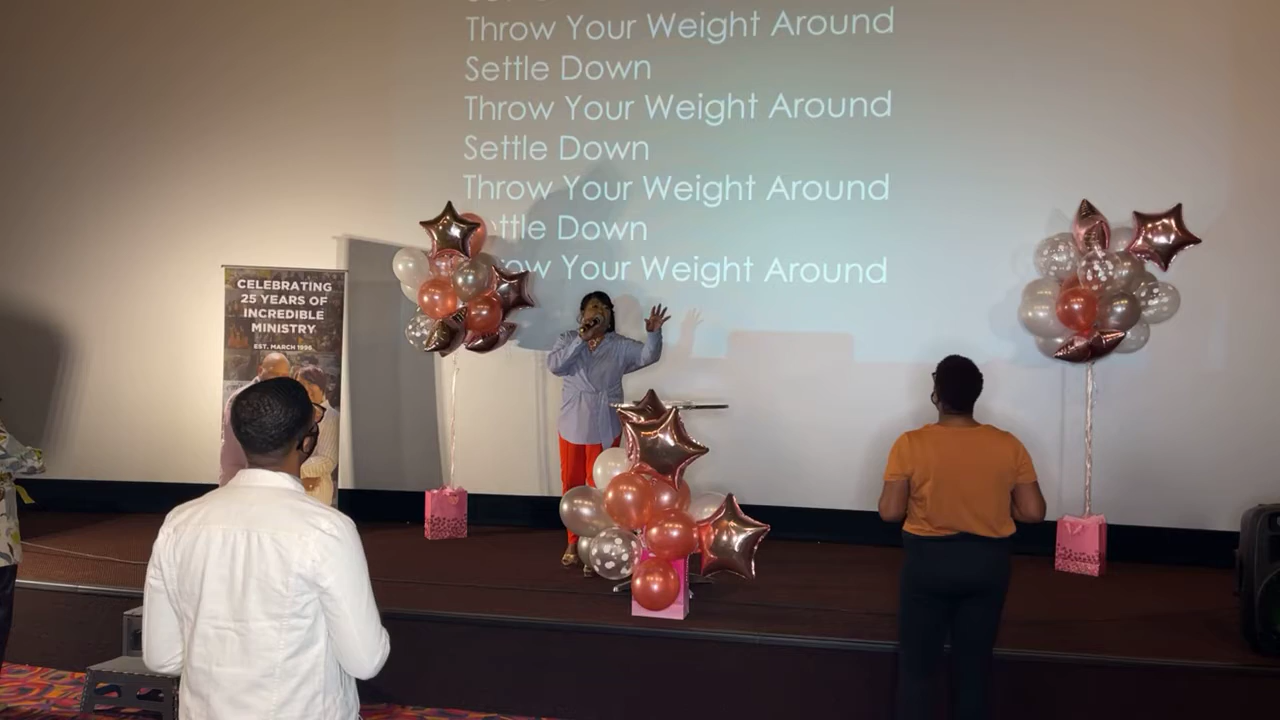 Throw Your Weight Around
Settle Down
Throw Your Weight Around
Settle Down
Throw Your Weight Around
ettle Down
row Your Weight Around
CELEBRATING
25 YEARS OF
INCREDIBLE
MINISTRY
EST. MARCH 1996